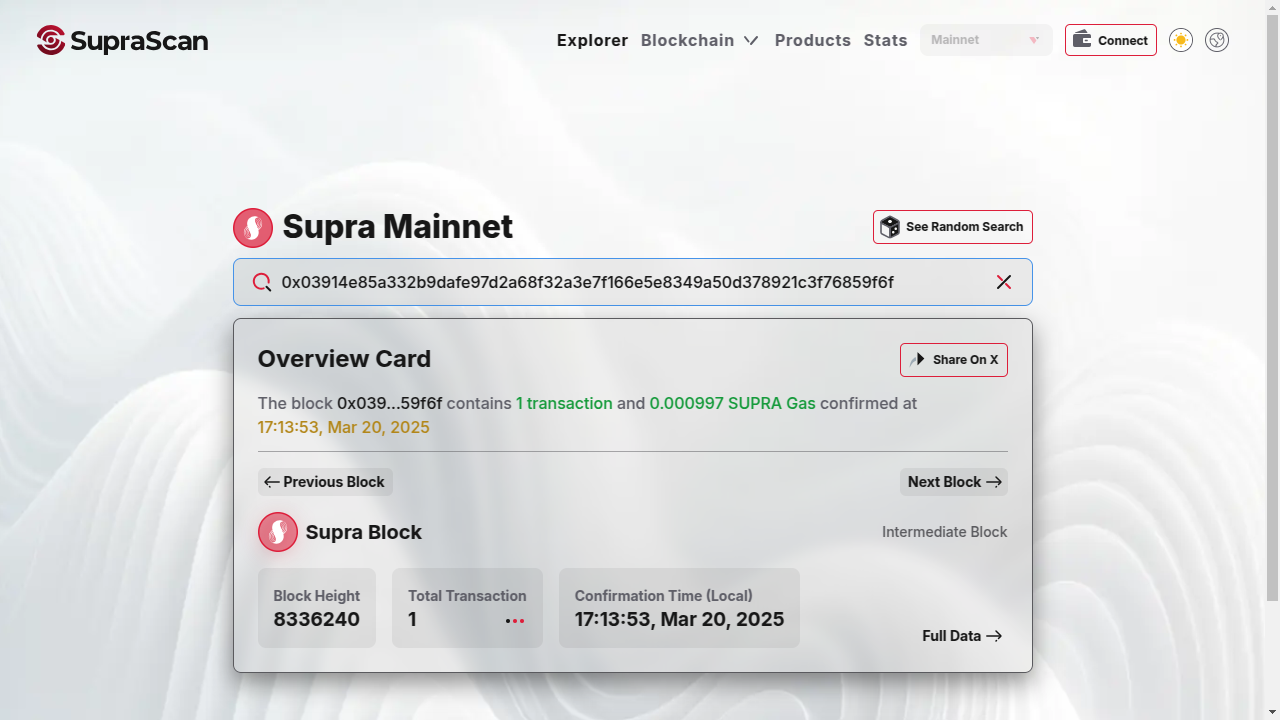 SupraScan
Explorer Blockchain Products Stats Mainnet Connect
Supra Mainnet
See Random Search
0x03914e85a332b9dafe97d2a68f32a3e7f166e5e8349a50d378921c3f76859f6f
Overview Card
Share On X
The block 0x039...59f6f contains 1 transaction and 0.000997 SUPRA Gas confirmed at
17:13:53, Mar 20, 2025
Previous Block
Next Block
Supra Block
Intermediate Block
Block Height
8336240
Total Transaction
1
Confirmation Time (Local)
17:13:53, Mar 20, 2025
Full Data